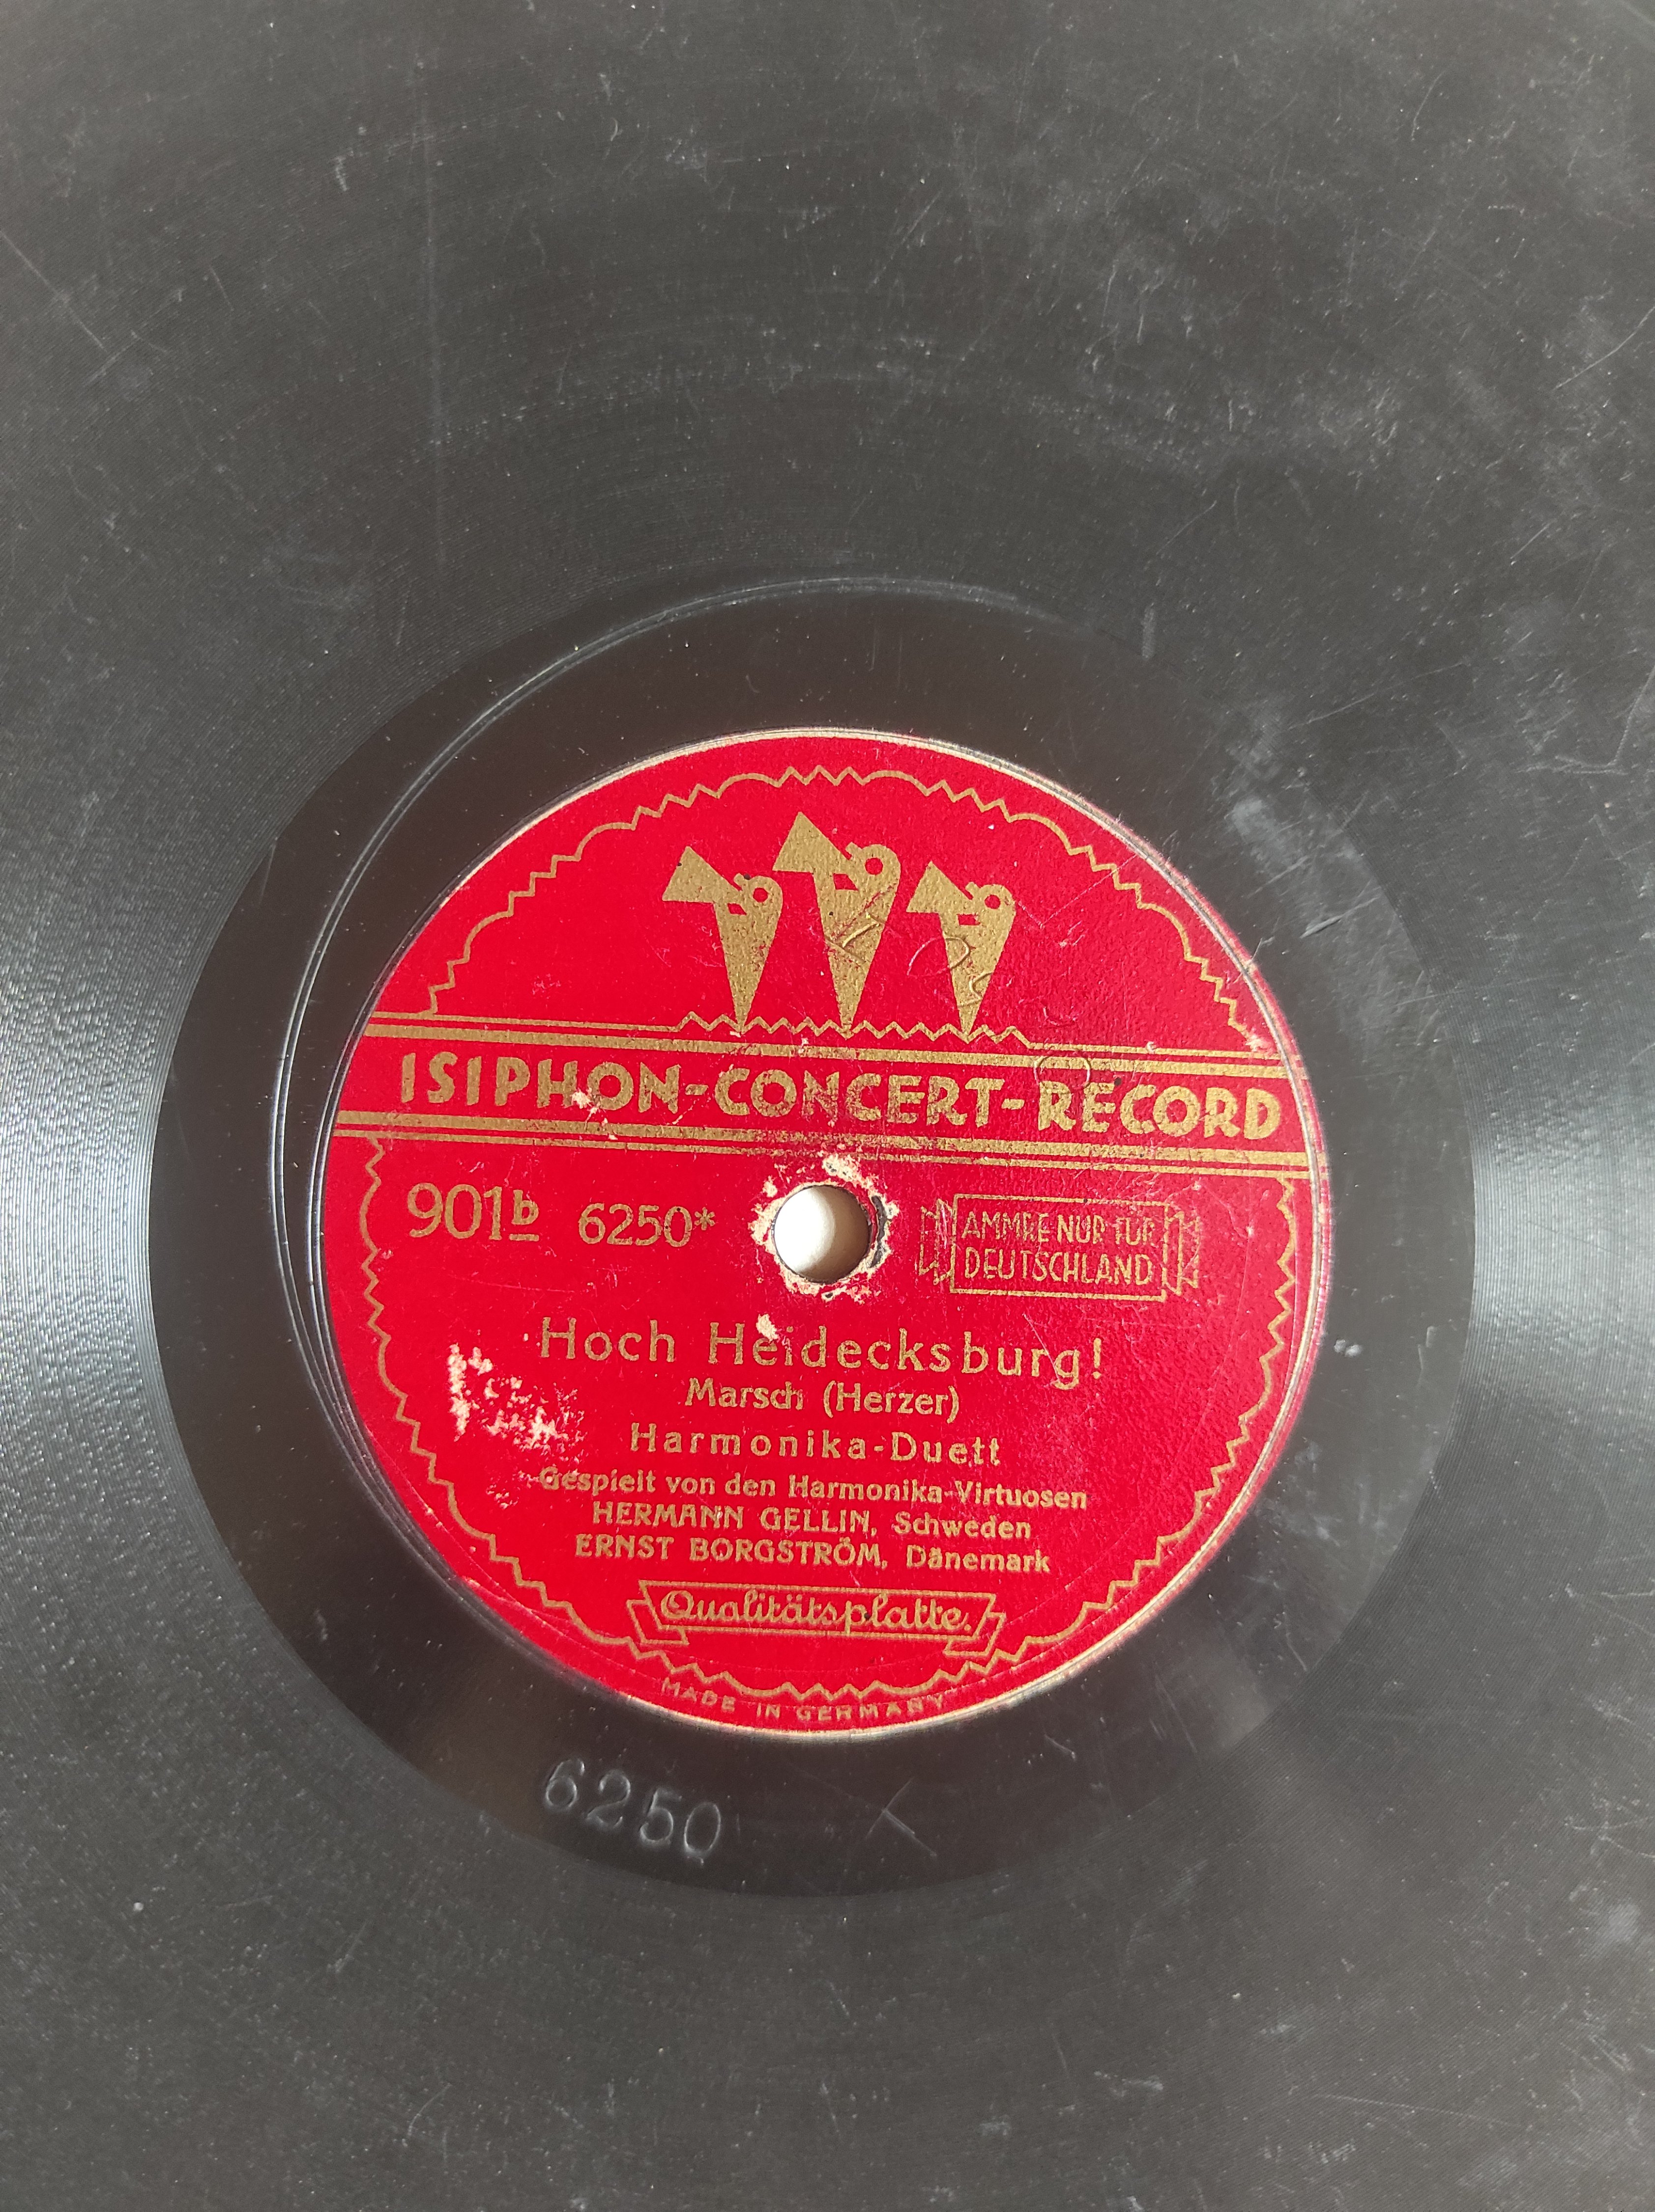 ISIPHON-CONCERT-RECORD
901b 6250*
AMMRE NUR FÜR
DEUTSCHLAND
Hoch Heidecksburg!
Marsch (Herzer)
Harmonika-Duett
Gespielt von den Harmonika-Virtuosen
HERMANN GELLIN, Schweden
ERNST BORGSTRÖM, Dänemark
Qualitätsplatte.
MADE IN GERMANY
6250